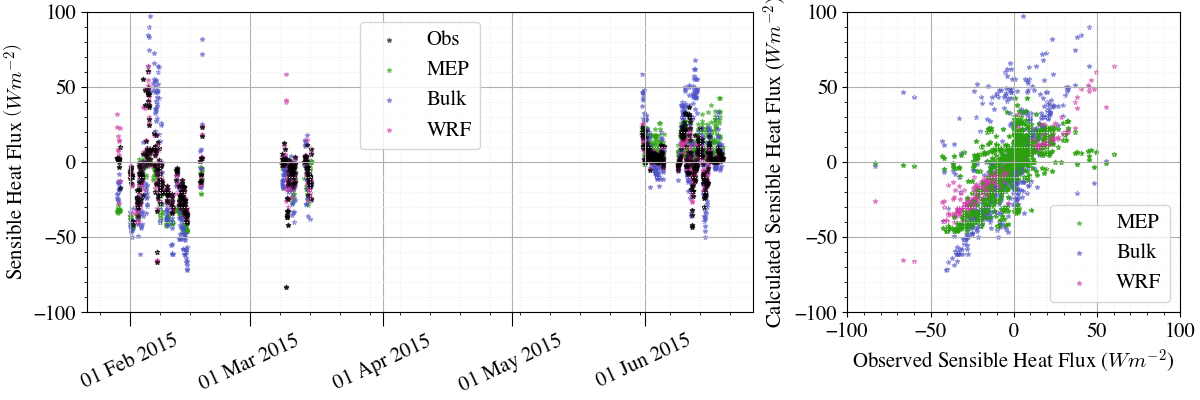 Sensible Heat Flux (Wm⁻²)
100
50
0
−50
−100
Obs
MEP
Bulk
WRF
01 Feb 2015
01 Mar 2015
01 Apr 2015
01 May 2015
01 Jun 2015
Calculated Sensible Heat Flux (Wm⁻²)
100
50
0
−50
−100
MEP
Bulk
WRF
−100
−50
0
50
100
Observed Sensible Heat Flux (Wm⁻²)